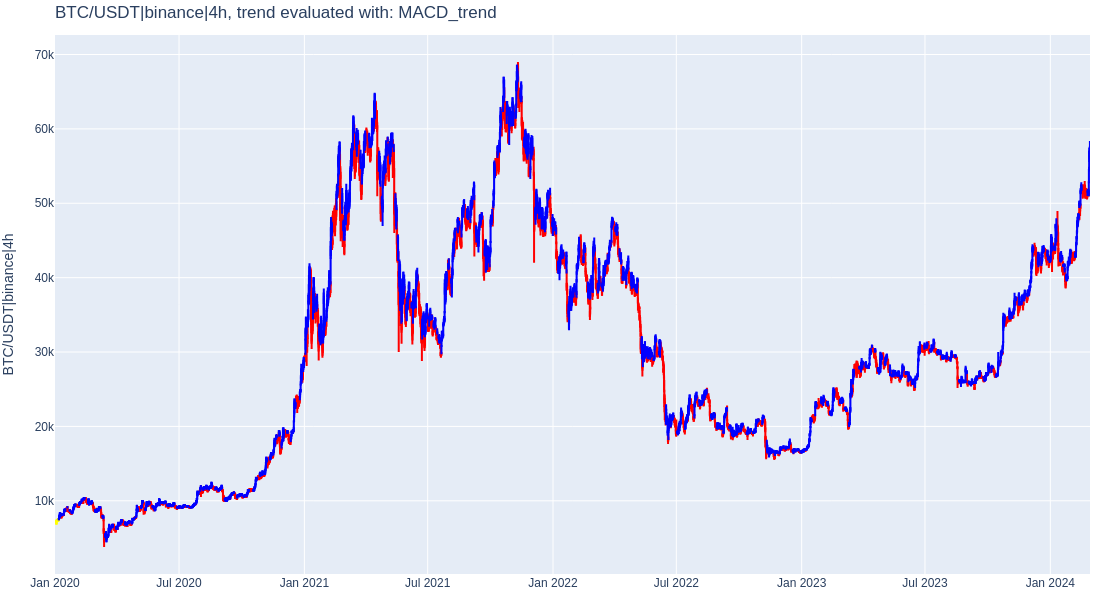 BTC/USDT|binance|4h, trend evaluated with: MACD_trend
BTC/USDT|binance|4h
70k
60k
50k
40k
30k
20k
10k
Jan 2020
Jul 2020
Jan 2021
Jul 2021
Jan 2022
Jul 2022
Jan 2023
Jul 2023
Jan 2024